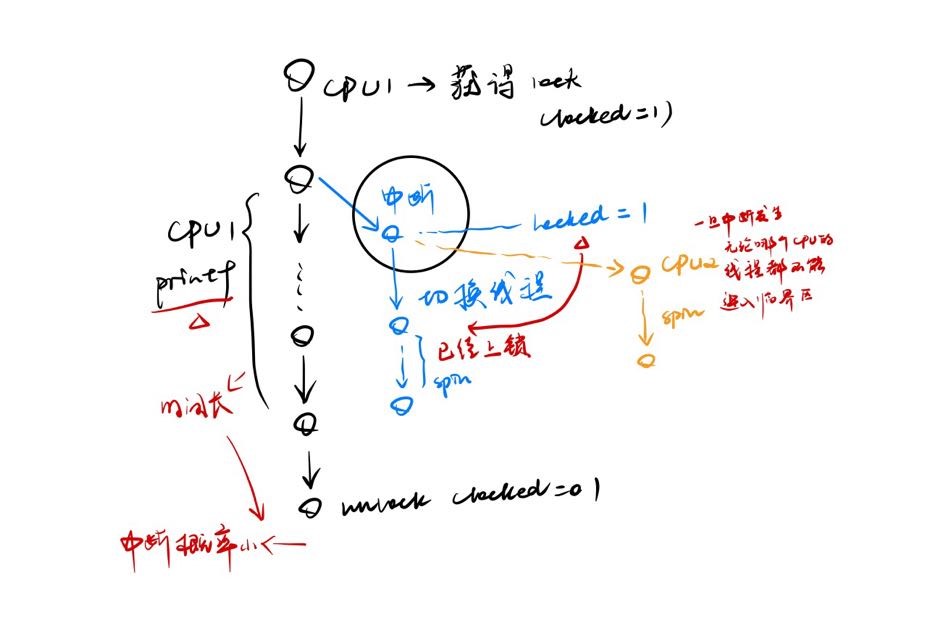 CPU1 → 获得 lock
(locked=1)
中断
locked = 1
一旦中断发生
无论哪个CPU的
线程都不能
进入临界区
CPU1
printf
CPU2
切换线程
spin
已经上锁
spin
时间长
unlock (locked=0)
中断概率小